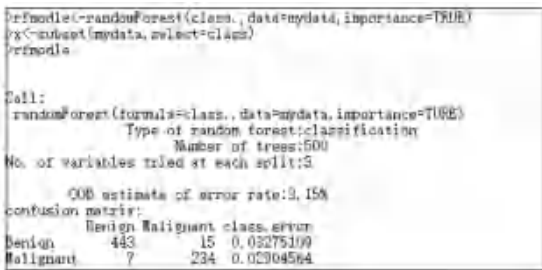 >rfmodle<-randomForest(class.,data=mydata,importance=TRUE)
>x<-subset(mydata,select=class)
>rfmodle
Call:
randomForest(formula=class.,data=mydata,importance=TURE)
Type of random forest:classification
Number of trees:500
No. of variables tried at each split:3
OOB estimate of error rate:3.15%
confusion matrix:
Benign Malignant class.error
Benign 443 15 0.03275109
Malignant 7 234 0.02904564